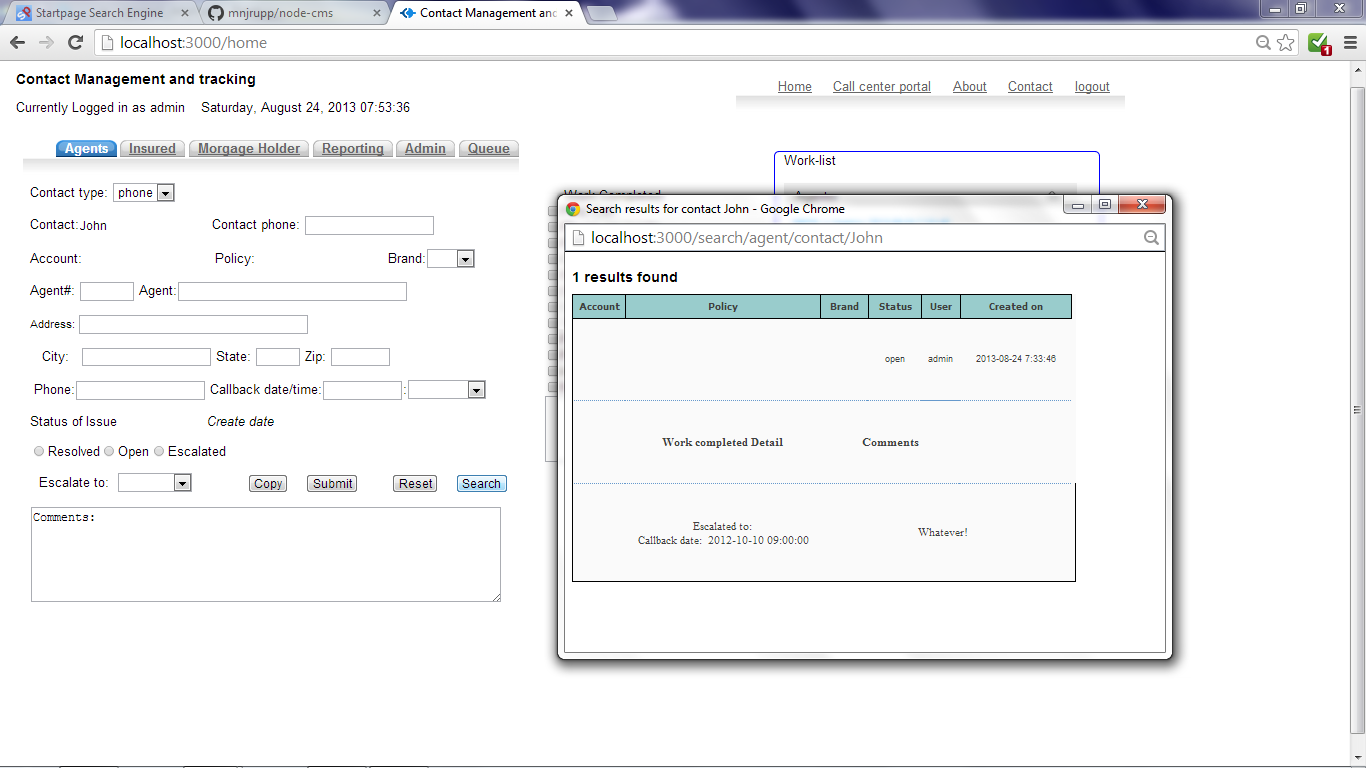 Startpage Search Engine
mnjrupp/node-cms
Contact Management and
localhost:3000/home
1
Contact Management and tracking
Currently Logged in as admin Saturday, August 24, 2013 07:53:36
Home Call center portal About Contact logout
Agents Insured Morgage Holder Reporting Admin Queue
Contact type: phone
Contact:John Contact phone:
Account: Policy: Brand:
Agent#: Agent:
Address:
City: State: Zip:
Phone: Callback date/time: :
Status of Issue Create date
Resolved Open Escalated
Escalate to: Copy Submit Reset Search
Comments:
Work Completed
Work-list
Search results for contact John - Google Chrome
localhost:3000/search/agent/contact/John
1 results found
Account Policy Brand Status User Created on
open admin 2013-08-24 7:33:46
Work completed Detail Comments
Escalated to:
Callback date: 2012-10-10 09:00:00
Whatever!